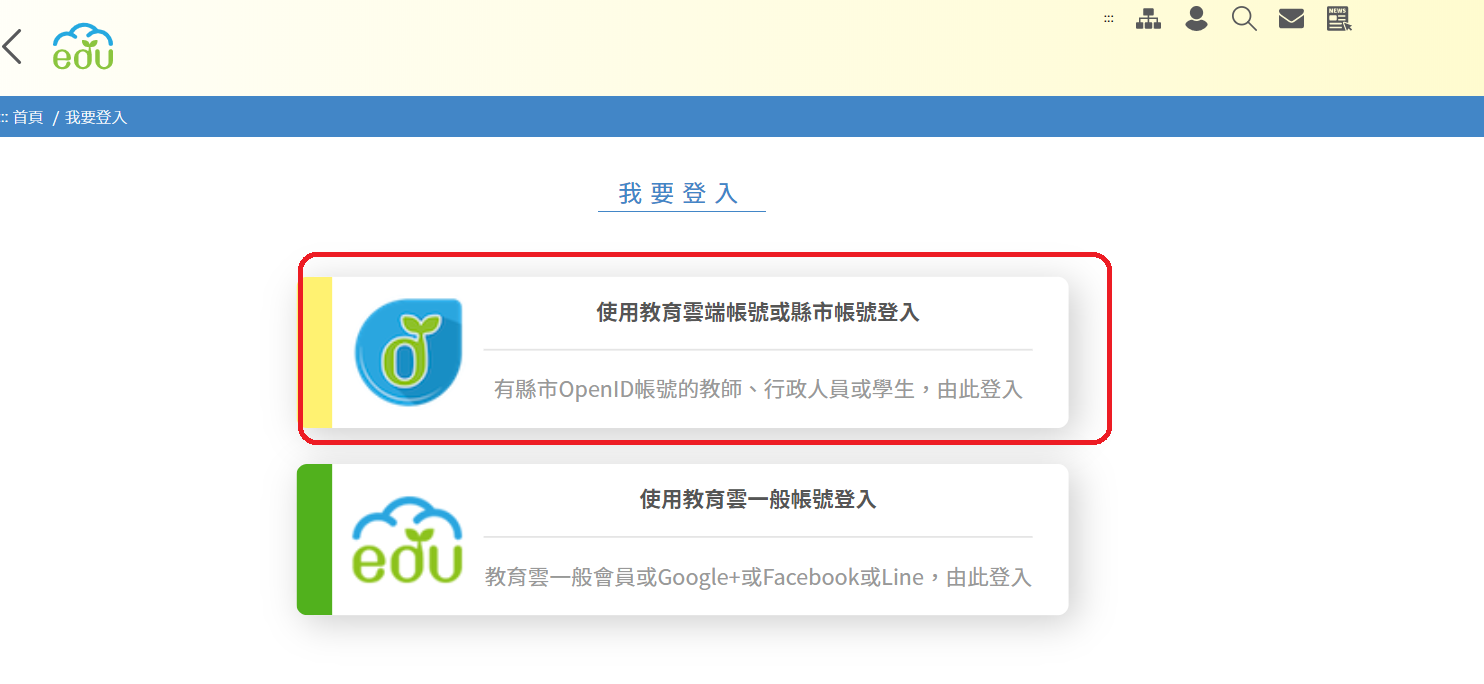 edu
:::
NEWS
:: 首頁 / 我要登入
我要登入
使用教育雲端帳號或縣市帳號登入
有縣市OpenID帳號的教師、行政人員或學生，由此登入
使用教育雲一般帳號登入
edu
教育雲一般會員或Google+或Facebook或Line，由此登入